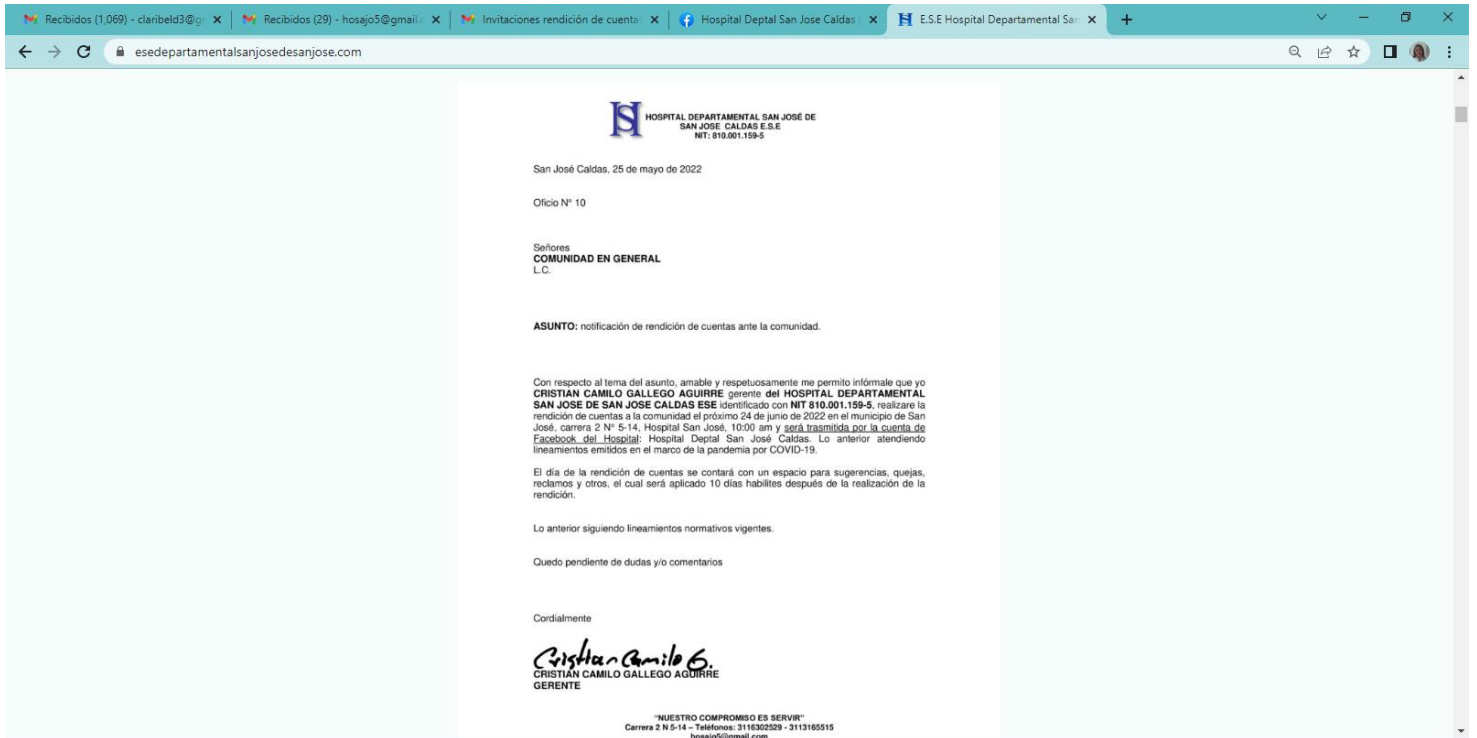 Recibidos (1,069) - claribeld3@g
Recibidos (29) - hosajo5@gmail.
Invitaciones rendición de cuenta
Hospital Deptal San Jose Caldas |
E.S.E Hospital Departamental San
esedepartamentalsanjosedesanjose.com
HOSPITAL DEPARTAMENTAL SAN JOSÉ DE
SAN JOSE CALDAS E.S.E
NIT: 810.001.159-5
San José Caldas, 25 de mayo de 2022
Oficio N° 10
Señores
COMUNIDAD EN GENERAL
L.C.
ASUNTO: notificación de rendición de cuentas ante la comunidad.
Con respecto al tema del asunto, amable y respetuosamente me permito infórmale que yo
CRISTIAN CAMILO GALLEGO AGUIRRE gerente del HOSPITAL DEPARTAMENTAL
SAN JOSE DE SAN JOSE CALDAS ESE identificado con NIT 810.001.159-5, realizare la
rendición de cuentas a la comunidad el próximo 24 de junio de 2022 en el municipio de San
José, carrera 2 N° 5-14, Hospital San José, 10:00 am y será trasmitida por la cuenta de
Facebook del Hospital: Hospital Deptal San José Caldas. Lo anterior atendiendo
lineamientos emitidos en el marco de la pandemia por COVID-19.
El día de la rendición de cuentas se contará con un espacio para sugerencias, quejas,
reclamos y otros, el cual será aplicado 10 días habilites después de la realización de la
rendición.
Lo anterior siguiendo lineamientos normativos vigentes.
Quedo pendiente de dudas y/o comentarios
Cordialmente
Cristian Camilo G.
CRISTIAN CAMILO GALLEGO AGUIRRE
GERENTE
"NUESTRO COMPROMISO ES SERVIR"
Carrera 2 N 5-14 – Teléfonos: 3116302529 - 3113165515
hosajo5@gmail.com